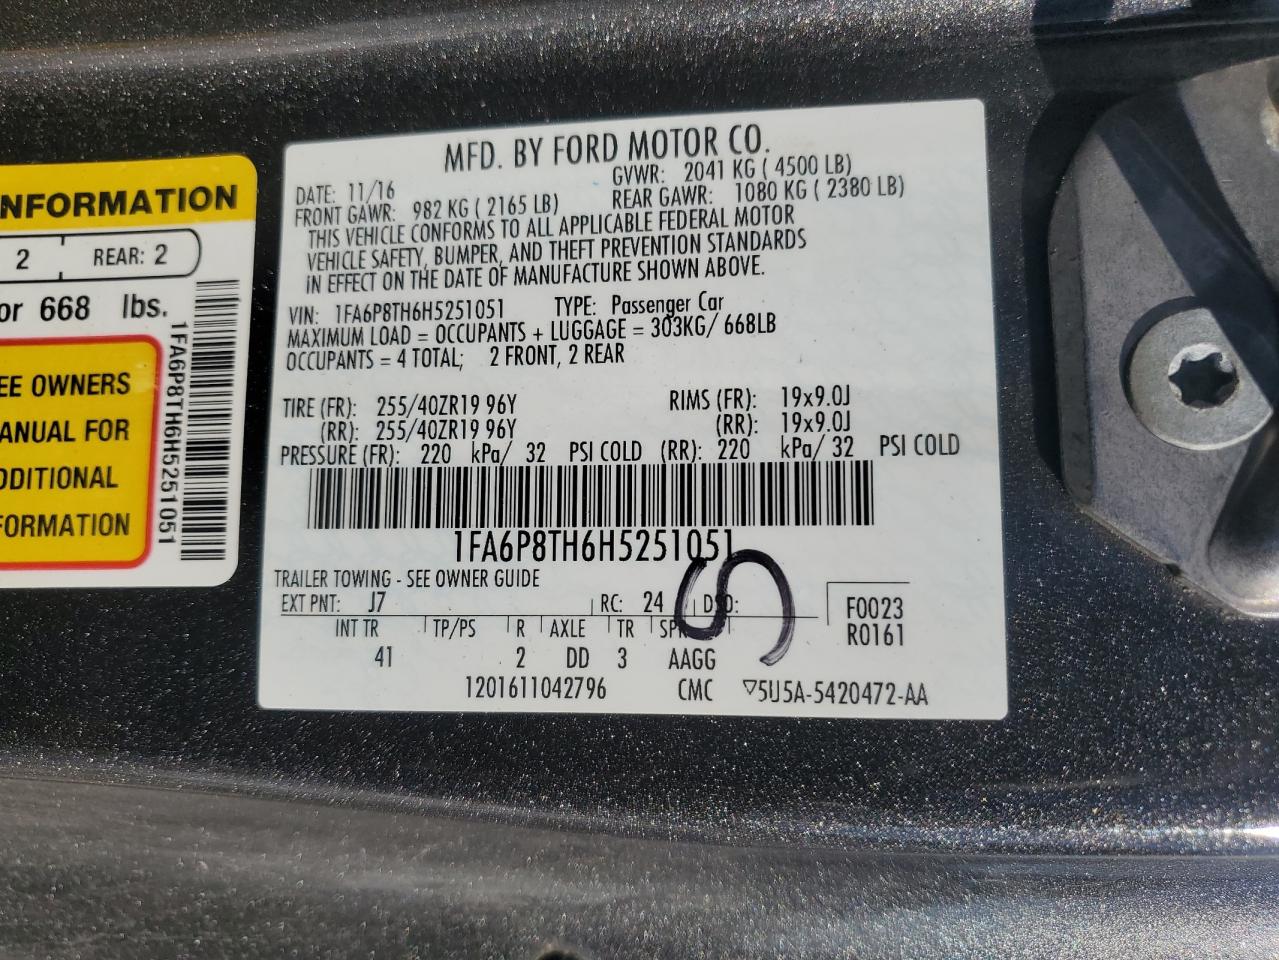 NFORMATION
2 REAR: 2
or 668 lbs.
EE OWNERS
ANUAL FOR
DDITIONAL
FORMATION
1FA6P8TH6H5251051
MFD. BY FORD MOTOR CO.
DATE: 11/16 GVWR: 2041 KG ( 4500 LB)
FRONT GAWR: 982 KG ( 2165 LB) REAR GAWR: 1080 KG ( 2380 LB)
THIS VEHICLE CONFORMS TO ALL APPLICABLE FEDERAL MOTOR
VEHICLE SAFETY, BUMPER, AND THEFT PREVENTION STANDARDS
IN EFFECT ON THE DATE OF MANUFACTURE SHOWN ABOVE.
VIN: 1FA6P8TH6H5251051 TYPE: Passenger Car
MAXIMUM LOAD = OCCUPANTS + LUGGAGE = 303KG/ 668LB
OCCUPANTS = 4 TOTAL; 2 FRONT, 2 REAR
TIRE (FR): 255/40ZR19 96Y RIMS (FR): 19x9.0J
(RR): 255/40ZR19 96Y (RR): 19x9.0J
PRESSURE (FR): 220 kPa/ 32 PSI COLD (RR): 220 kPa/ 32 PSI COLD
1FA6P8TH6H5251051
TRAILER TOWING - SEE OWNER GUIDE
EXT PNT: J7 RC: 24 DSO: F0023
INT TR TP/PS R AXLE TR SPR R0161
41 2 DD 3 AAGG
1201611042796 CMC ▽5U5A-5420472-AA